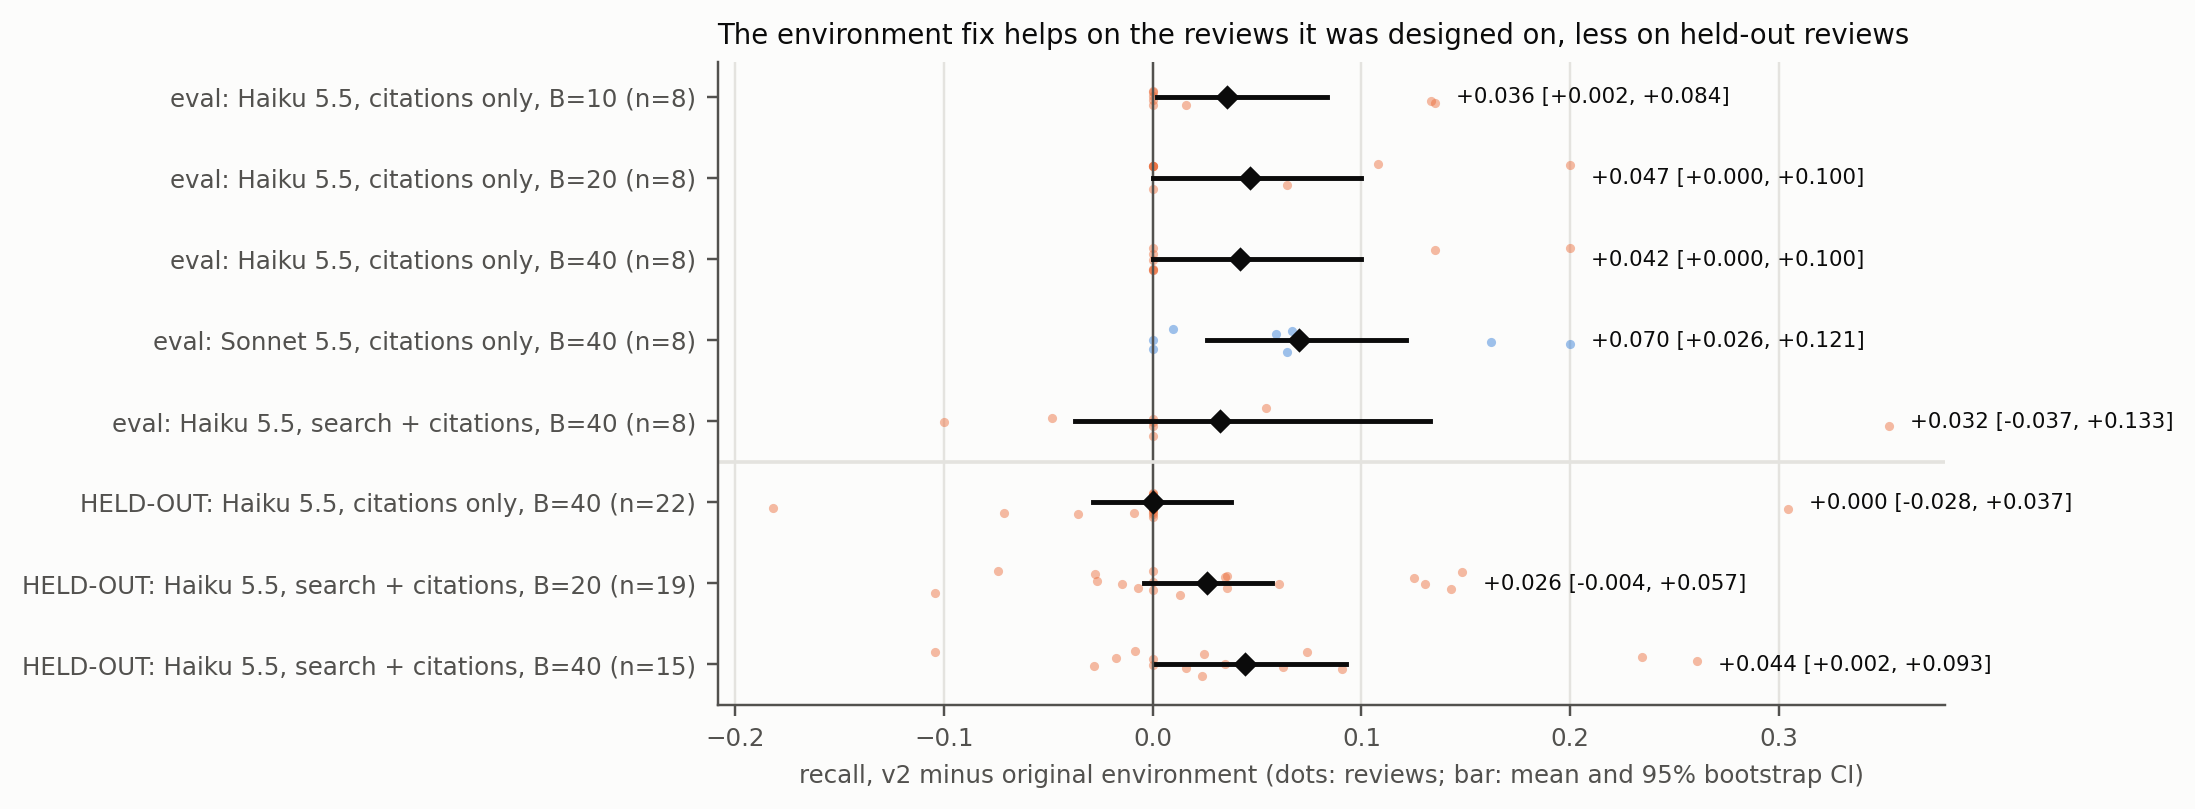 The environment fix helps on the reviews it was designed on, less on held-out reviews
eval: Haiku 5.5, citations only, B=10 (n=8)
+0.036 [+0.002, +0.084]
eval: Haiku 5.5, citations only, B=20 (n=8)
+0.047 [+0.000, +0.100]
eval: Haiku 5.5, citations only, B=40 (n=8)
+0.042 [+0.000, +0.100]
eval: Sonnet 5.5, citations only, B=40 (n=8)
+0.070 [+0.026, +0.121]
eval: Haiku 5.5, search + citations, B=40 (n=8)
+0.032 [-0.037, +0.133]
HELD-OUT: Haiku 5.5, citations only, B=40 (n=22)
+0.000 [-0.028, +0.037]
HELD-OUT: Haiku 5.5, search + citations, B=20 (n=19)
+0.026 [-0.004, +0.057]
HELD-OUT: Haiku 5.5, search + citations, B=40 (n=15)
+0.044 [+0.002, +0.093]
−0.2 −0.1 0.0 0.1 0.2 0.3
recall, v2 minus original environment (dots: reviews; bar: mean and 95% bootstrap CI)